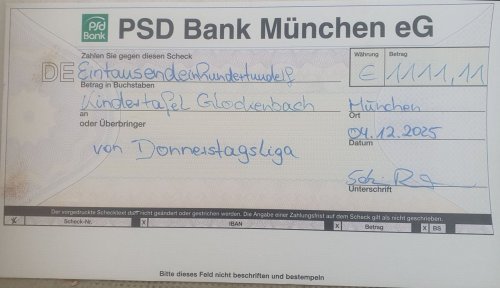 PSD Bank PSD Bank München eG
Zahlen Sie gegen diesen Scheck
Währung Betrag
DE Eintausendeinhundertundelf € 1111,11
Betrag in Buchstaben
Kindertafel Glockenbach München
an Ort
oder Überbringer 04.12.2025
Datum
von Donnerstagsliga
Unterschrift
Der vorgedruckte Schecktext darf nicht geändert oder gestrichen werden. Die Angabe einer Zahlungsfrist auf dem Scheck gilt als nicht geschrieben.
Scheck-Nr. X IBAN X Betrag X BS X
Bitte dieses Feld nicht beschriften und bestempeln